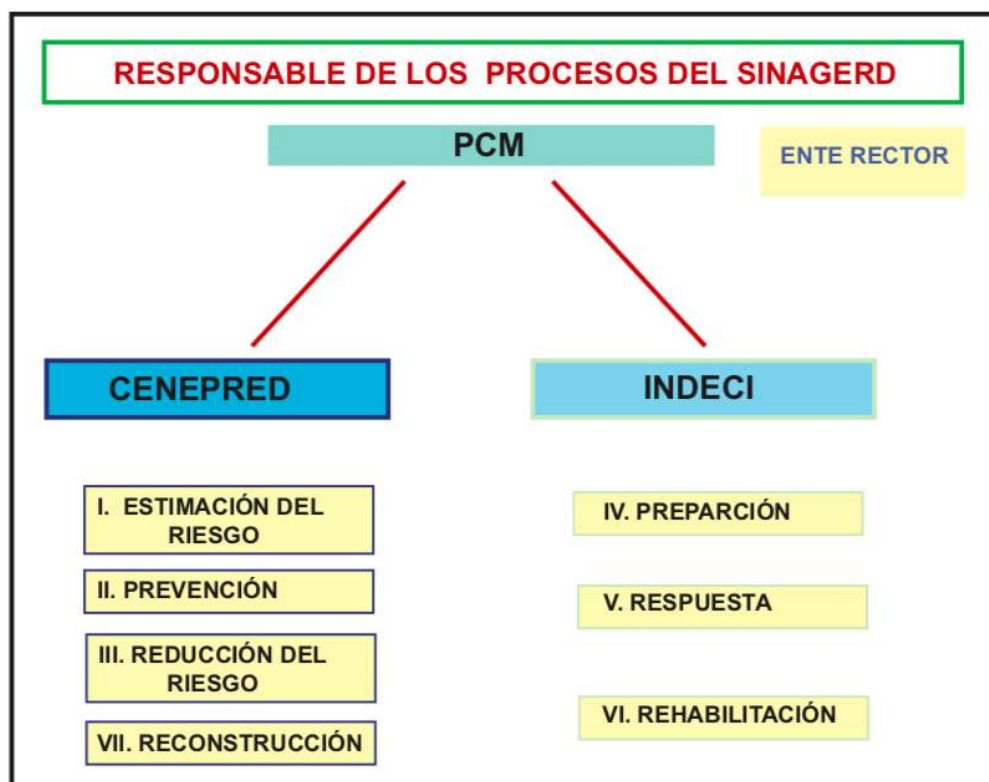 RESPONSABLE DE LOS PROCESOS DEL SINAGERD
PCM
ENTE RECTOR
CENEPRED
INDECI
I. ESTIMACIÓN DEL
RIESGO
II. PREVENCIÓN
III. REDUCCIÓN DEL
RIESGO
VII. RECONSTRUCCIÓN
IV. PREPARCIÓN
V. RESPUESTA
VI. REHABILITACIÓN